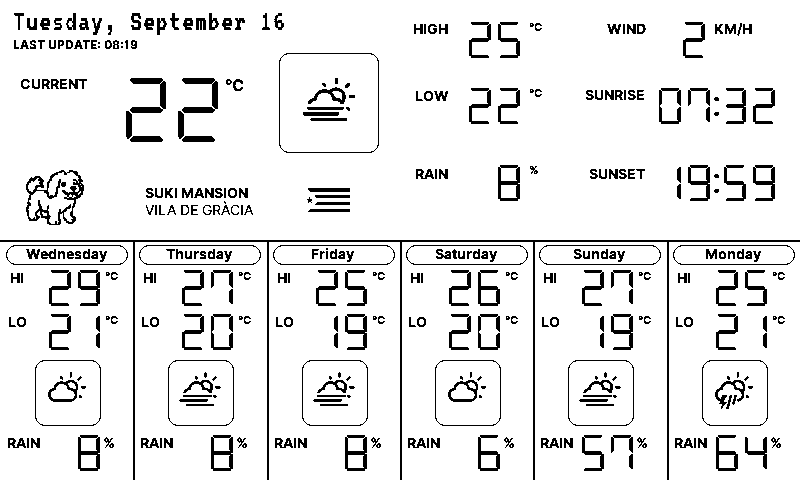 Tuesday, September 16
LAST UPDATE: 08:19
CURRENT 22 °C
HIGH 25 °C
WIND 2 KM/H
LOW 22 °C
SUNRISE 07:32
RAIN 8 %
SUNSET 19:59
SUKI MANSION
VILA DE GRÀCIA
Wednesday
HI 29 °C
LO 21 °C
RAIN 8 %
Thursday
HI 27 °C
LO 20 °C
RAIN 8 %
Friday
HI 25 °C
LO 19 °C
RAIN 8 %
Saturday
HI 26 °C
LO 20 °C
RAIN 6 %
Sunday
HI 27 °C
LO 19 °C
RAIN 57 %
Monday
HI 25 °C
LO 21 °C
RAIN 64 %